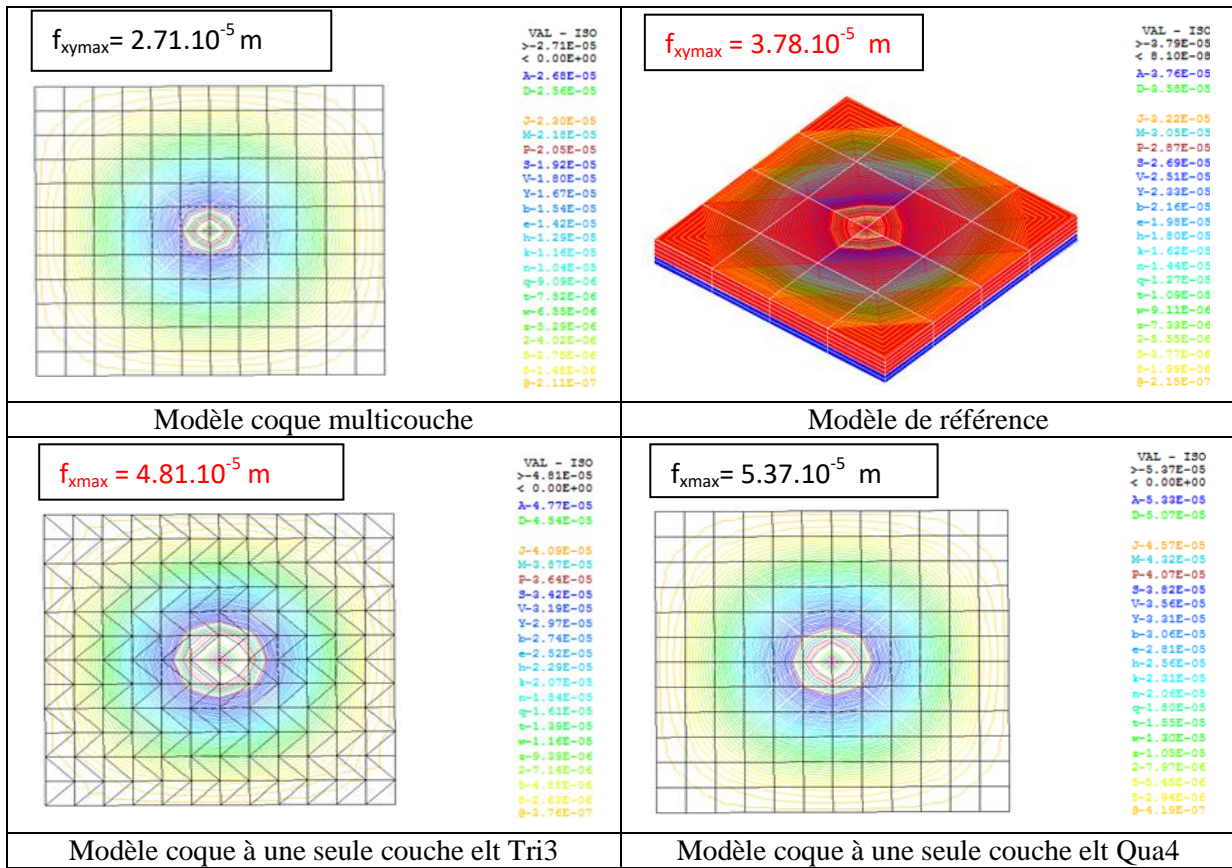 f_xymax= 2.71.10^-5 m
VAL - ISO
>-2.71E-05
< 0.00E+00
A-2.68E-05
D-2.56E-05
J-2.30E-05
M-2.18E-05
P-2.05E-05
S-1.92E-05
V-1.80E-05
Y-1.67E-05
b-1.54E-05
e-1.42E-05
h-1.29E-05
k-1.16E-05
n-1.04E-05
q-9.09E-06
t-7.82E-06
w-6.55E-06
z-5.29E-06
2-4.02E-06
5-2.75E-06
8-1.48E-06
@-2.11E-07
Modèle coque multicouche
f_xymax = 3.78.10^-5 m
VAL - ISO
>-3.79E-05
< 8.10E-08
A-3.76E-05
D-3.58E-05
J-3.22E-05
M-3.05E-05
P-2.87E-05
S-2.69E-05
V-2.51E-05
Y-2.33E-05
b-2.16E-05
e-1.98E-05
h-1.80E-05
k-1.62E-05
n-1.44E-05
q-1.27E-05
t-1.09E-05
w-9.11E-06
z-7.33E-06
2-5.55E-06
5-3.77E-06
8-1.99E-06
@-2.15E-07
Modèle de référence
f_xmax = 4.81.10^-5 m
VAL - ISO
>-4.81E-05
< 0.00E+00
A-4.77E-05
D-4.54E-05
J-4.09E-05
M-3.87E-05
P-3.64E-05
S-3.42E-05
V-3.19E-05
Y-2.97E-05
b-2.74E-05
e-2.52E-05
h-2.29E-05
k-2.07E-05
n-1.84E-05
q-1.61E-05
t-1.39E-05
w-1.16E-05
z-9.39E-06
2-7.14E-06
5-4.88E-06
8-2.63E-06
@-3.76E-07
Modèle coque à une seule couche elt Tri3
f_xmax= 5.37.10^-5 m
VAL - ISO
>-5.37E-05
< 0.00E+00
A-5.33E-05
D-5.07E-05
J-4.57E-05
M-4.32E-05
P-4.07E-05
S-3.82E-05
V-3.56E-05
Y-3.31E-05
b-3.06E-05
e-2.81E-05
h-2.56E-05
k-2.31E-05
n-2.06E-05
q-1.80E-05
t-1.55E-05
w-1.30E-05
z-1.05E-05
2-7.97E-06
5-5.45E-06
8-2.94E-06
@-4.19E-07
Modèle coque à une seule couche elt Qua4